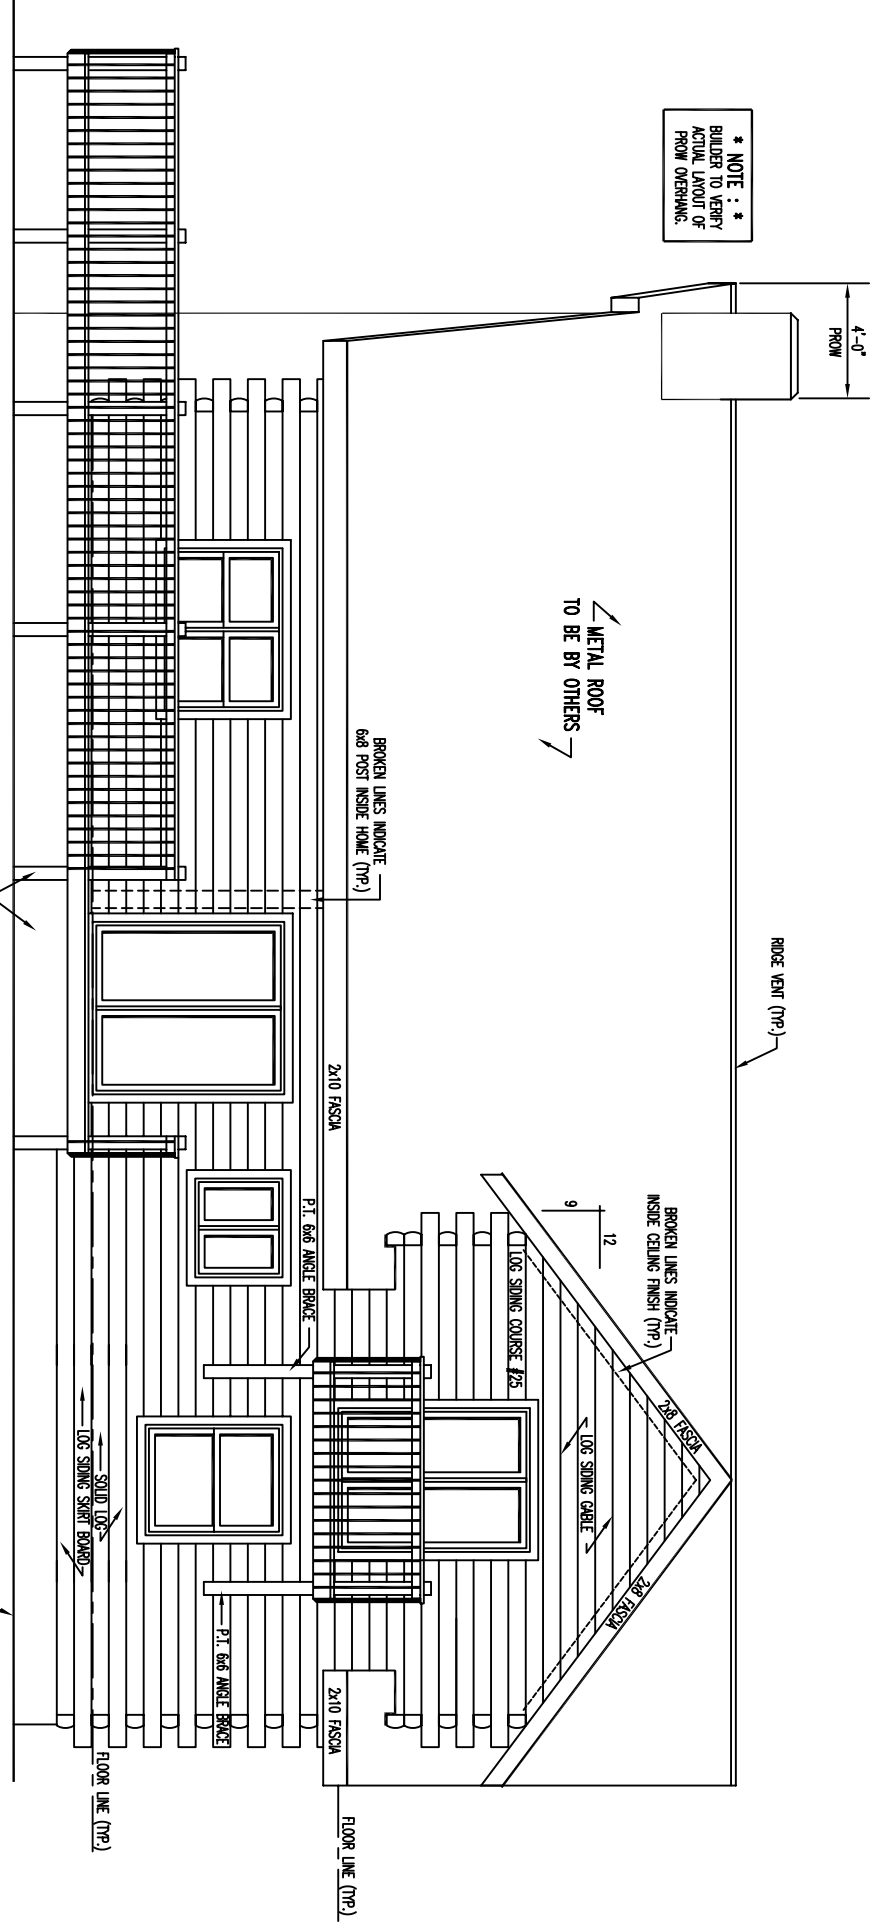 * NOTE : *
BUILDER TO VERIFY
ACTUAL LAYOUT OF
PROW OVERHANG.
4'-0"
PROW
METAL ROOF
TO BE BY OTHERS
BROKEN LINES INDICATE
6x8 POST INSIDE HOME (TYP.)
RIDGE VENT (TYP.)
2x10 FASCIA
BROKEN LINES INDICATE
INSIDE CEILING FINISH (TYP.)
12
9
P.T. 6x6 ANGLE BRACE
LOG SIDING COURSE #25
2x8 FASCIA
LOG SIDING GABLE
2x8 FASCIA
SOLID LOG
LOG SIDING SKIRT BOARD
P.T. 6x6 ANGLE BRACE
2x10 FASCIA
FLOOR LINE (TYP.)
FLOOR LINE (TYP.)